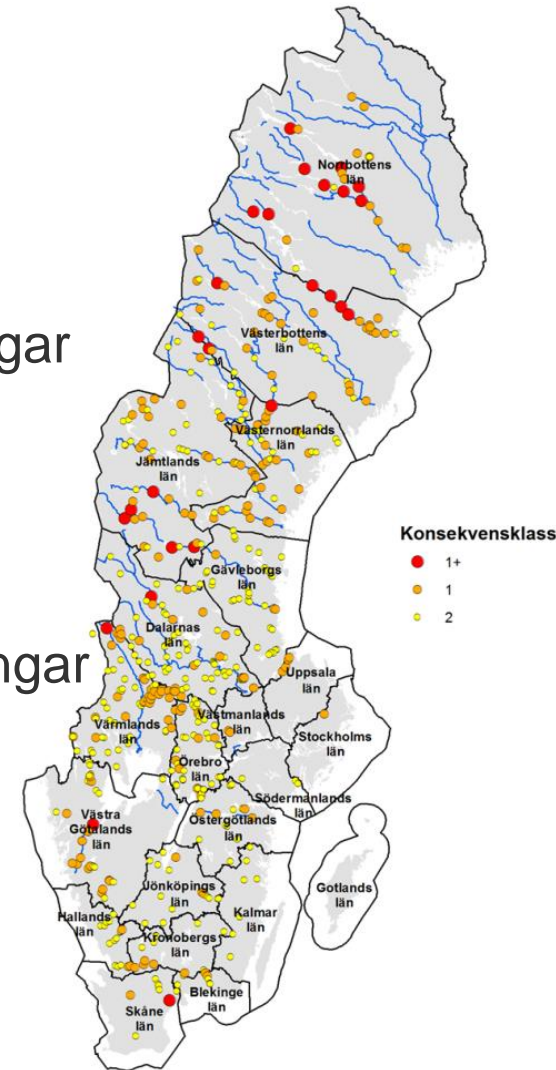 Norrbottens
län
gar
Västerbottens
län
Västernorrlands
län
Jämtlands
län
Konsekvensklass
1+
1
2
Gävleborgs
län
Dalarnas
län
ngar
Uppsala
län
Värmlands
län
Västmanlands
län
Stockholms
län
Örebro
län
Södermanlands
län
Västra
Götalands
län
Östergötlands
län
Jönköpings
län
Gotlands
län
Hallands
län
Kalmar
län
Kronobergs
län
Blekinge
län
Skåne
län